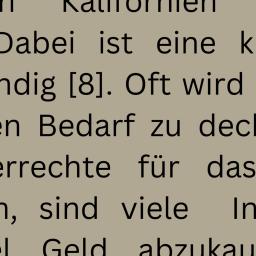 n Kalifornien
Dabei ist eine k
ndig [8]. Oft wird
en Bedarf zu decl
errechte für das
n, sind viele In
el Geld abzukau